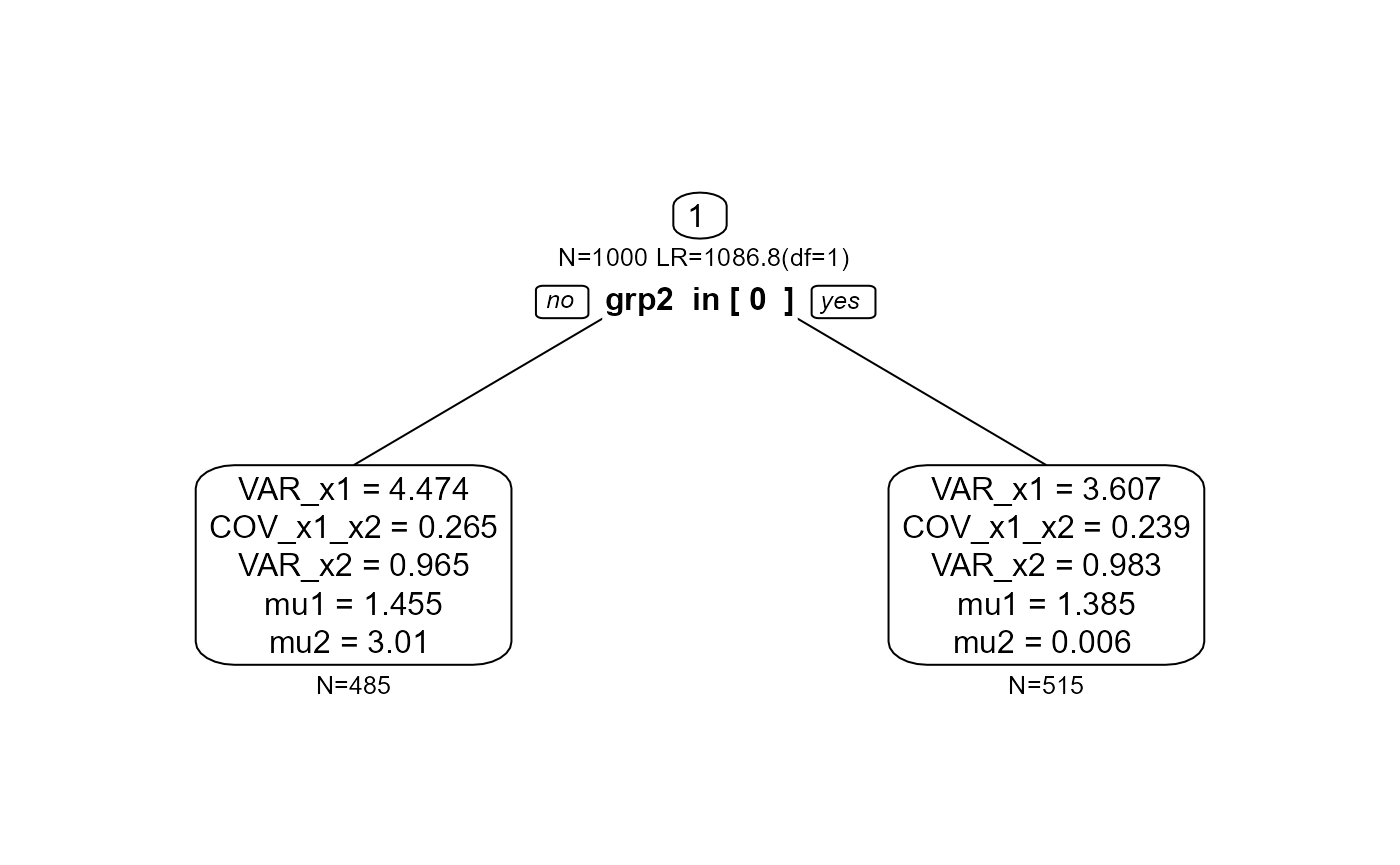 1
N=1000 LR=1086.8(df=1)
no grp2 in [ 0 ] yes
VAR_x1 = 4.474
COV_x1_x2 = 0.265
VAR_x2 = 0.965
mu1 = 1.455
mu2 = 3.01
N=485
VAR_x1 = 3.607
COV_x1_x2 = 0.239
VAR_x2 = 0.983
mu1 = 1.385
mu2 = 0.006
N=515